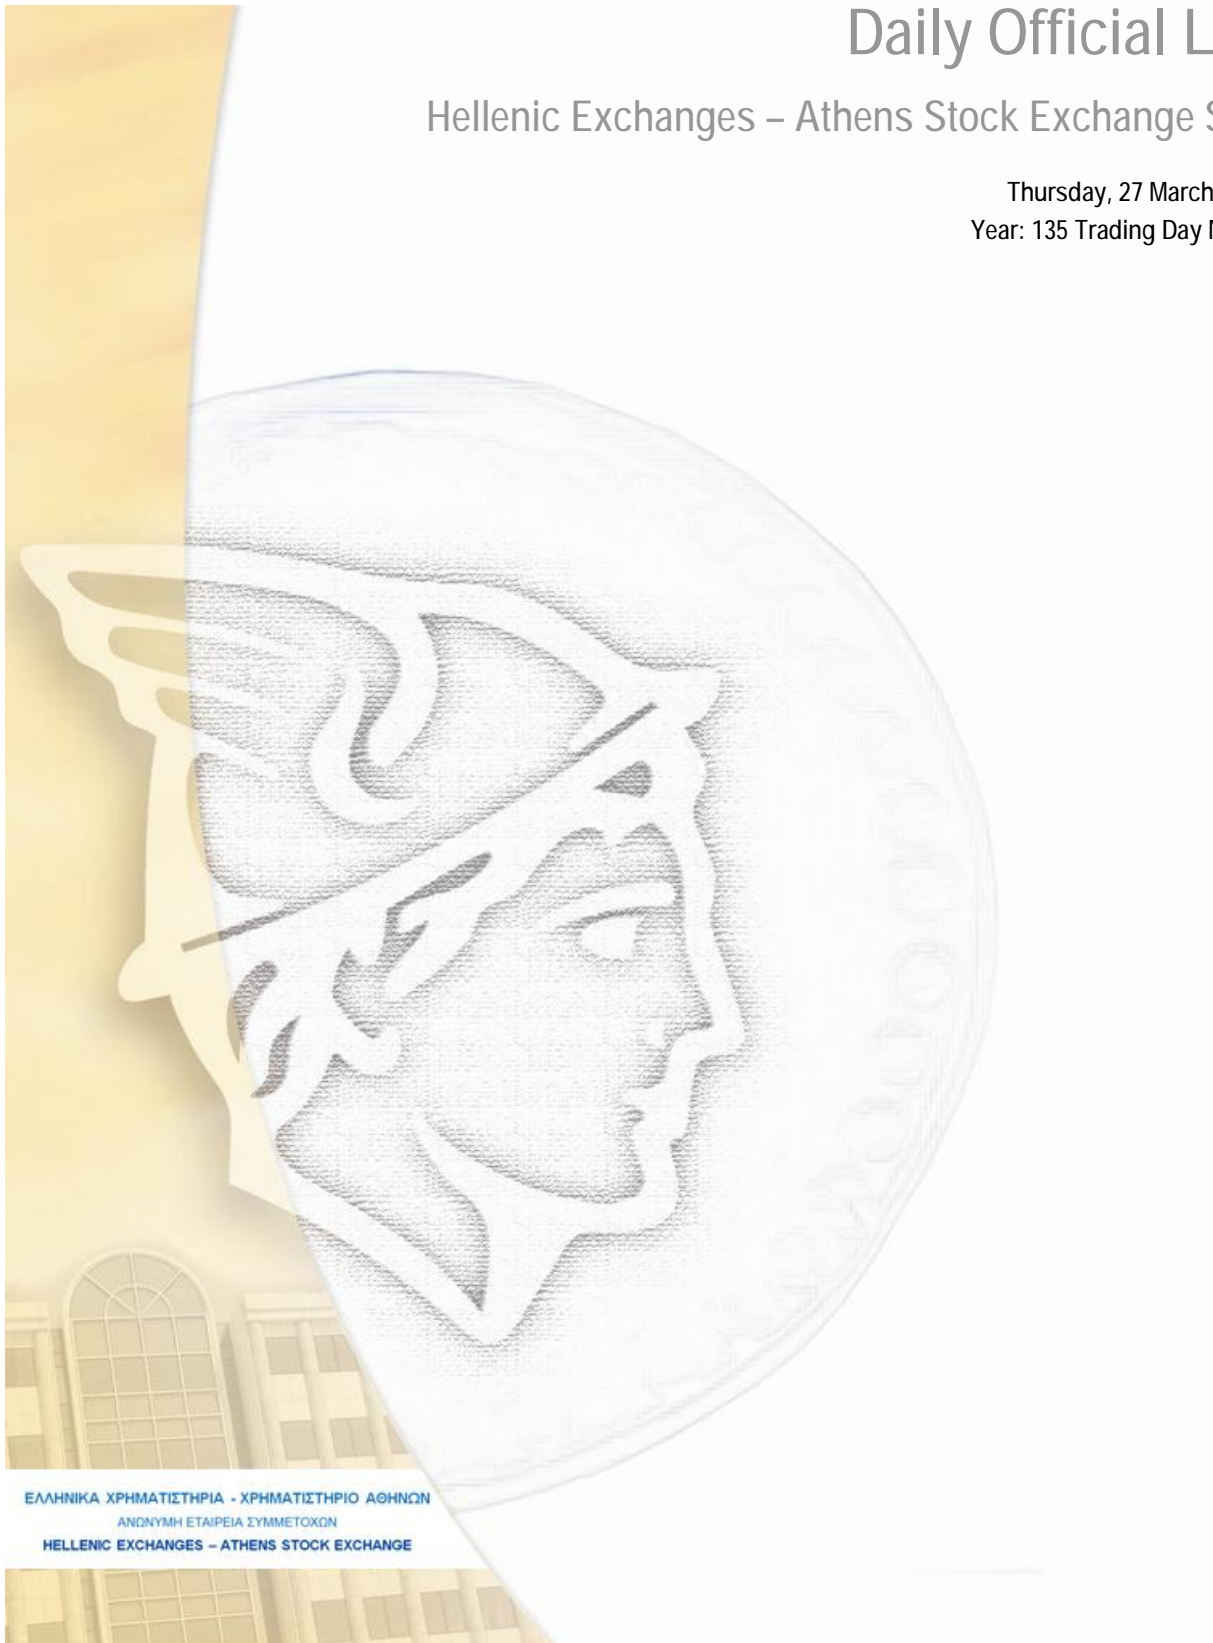 Daily Official L
Hellenic Exchanges – Athens Stock Exchange S
Thursday, 27 March
Year: 135 Trading Day N
ΕΛΛΗΝΙΚΑ ΧΡΗΜΑΤΙΣΤΗΡΙΑ - ΧΡΗΜΑΤΙΣΤΗΡΙΟ ΑΘΗΝΩΝ
ΑΝΩΝΥΜΗ ΕΤΑΙΡΕΙΑ ΣΥΜΜΕΤΟΧΩΝ
HELLENIC EXCHANGES – ATHENS STOCK EXCHANGE